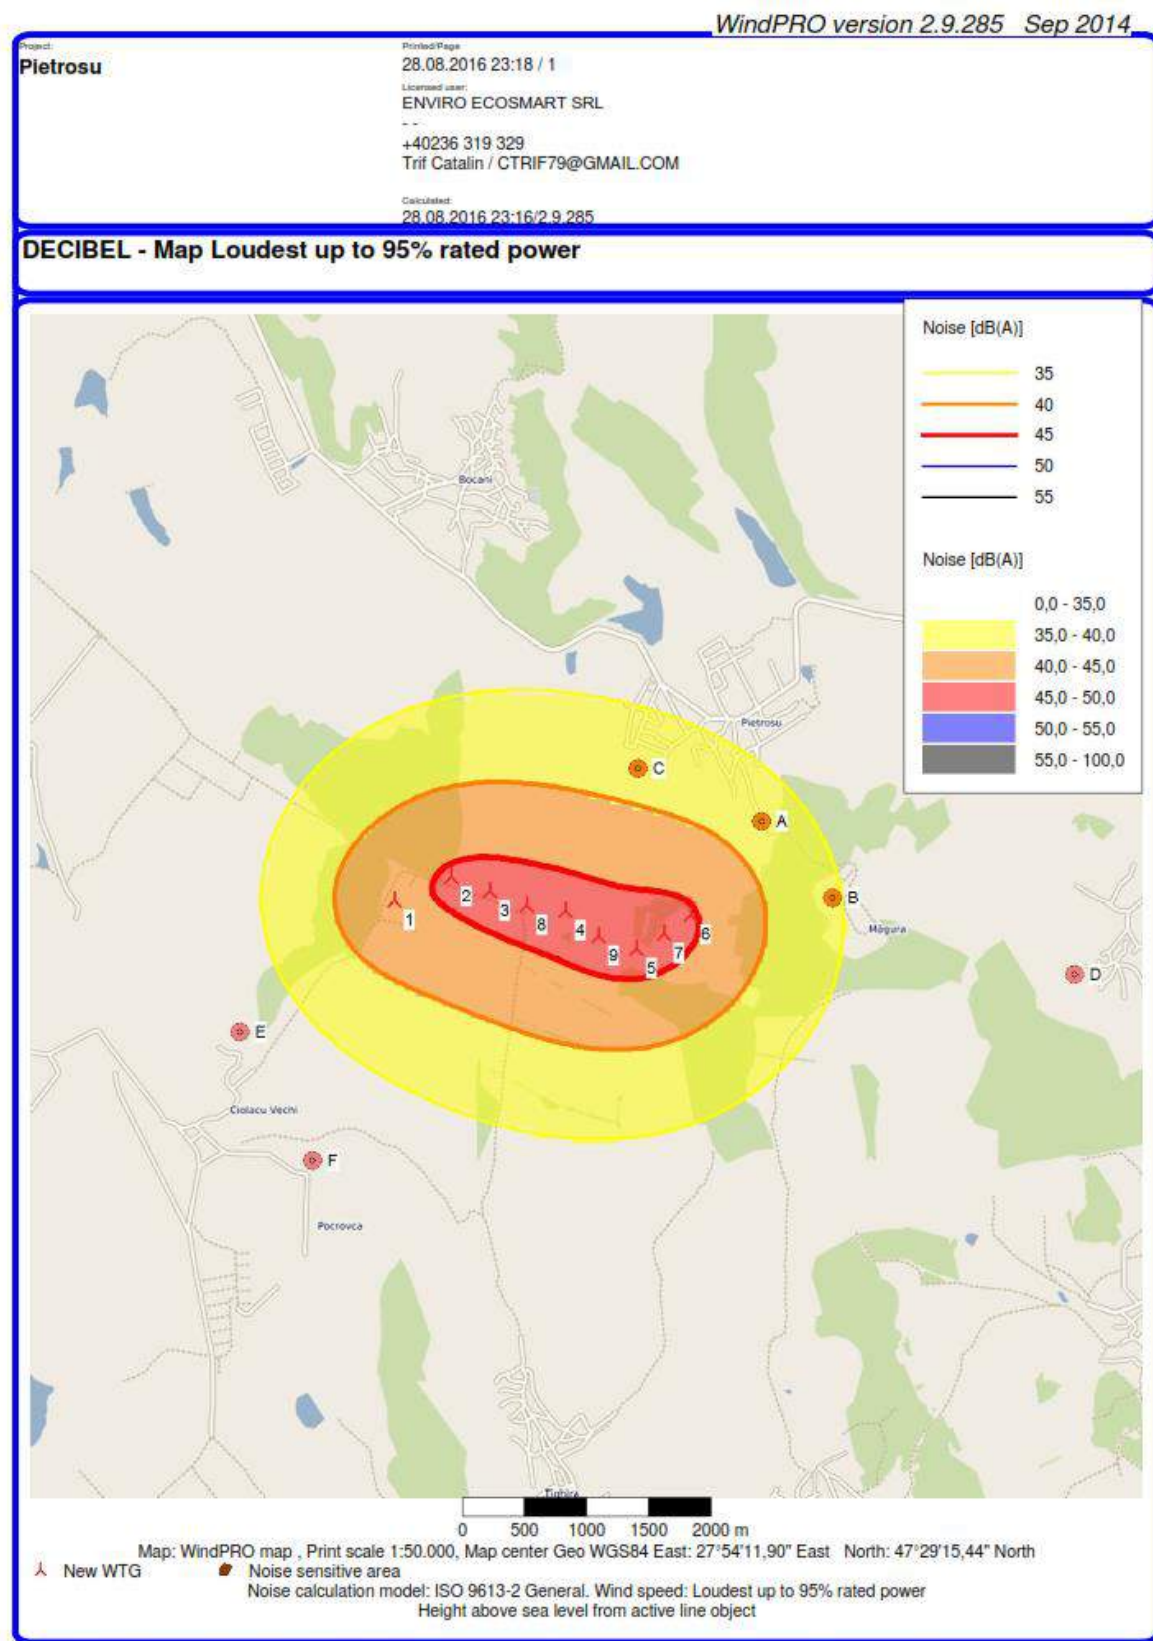 WindPRO version 2.9.285 Sep 2014
Project:
Pietrosu
Printed/Page
28.08.2016 23:18 / 1
Licensed user:
ENVIRO ECOSMART SRL
- -
+40236 319 329
Trif Catalin / CTRIF79@GMAIL.COM
Calculated:
28.08.2016 23:16/2.9.285
DECIBEL - Map Loudest up to 95% rated power
Noise [dB(A)]
35
40
45
50
55
Noise [dB(A)]
0,0 - 35,0
35,0 - 40,0
40,0 - 45,0
45,0 - 50,0
50,0 - 55,0
55,0 - 100,0
Bocani
Pietrosu
C
A
B
Măgura
D
1
2
3
8
4
9
5
7
6
E
Ciolacu Vechi
F
Pocrovca
Tighira
0 500 1000 1500 2000 m
Map: WindPRO map , Print scale 1:50.000, Map center Geo WGS84 East: 27°54'11,90" East North: 47°29'15,44" North
New WTG
Noise sensitive area
Noise calculation model: ISO 9613-2 General. Wind speed: Loudest up to 95% rated power
Height above sea level from active line object